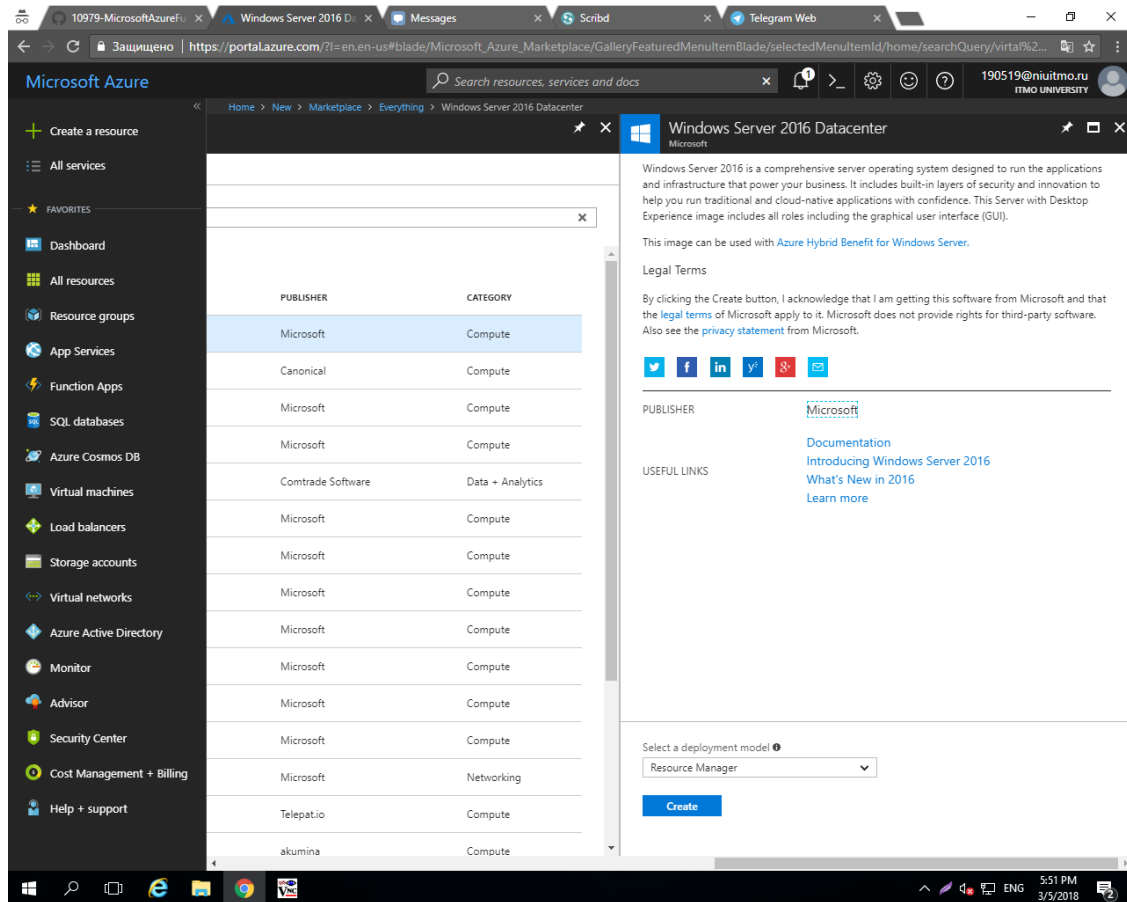 10979-MicrosoftAzureFu
Windows Server 2016 Da
Messages
Scribd
Telegram Web
Защищено
https://portal.azure.com/?l=en.en-us#blade/Microsoft_Azure_Marketplace/GalleryFeaturedMenuItemBlade/selectedMenuItemId/home/searchQuery/virtal%2...
Microsoft Azure
Search resources, services and docs
1
190519@niuitmo.ru
ITMO UNIVERSITY
Home > New > Marketplace > Everything > Windows Server 2016 Datacenter
Create a resource
All services
FAVORITES
Dashboard
All resources
Resource groups
App Services
Function Apps
SQL databases
Azure Cosmos DB
Virtual machines
Load balancers
Storage accounts
Virtual networks
Azure Active Directory
Monitor
Advisor
Security Center
Cost Management + Billing
Help + support
PUBLISHER CATEGORY
Microsoft Compute
Canonical Compute
Microsoft Compute
Microsoft Compute
Comtrade Software Data + Analytics
Microsoft Compute
Microsoft Compute
Microsoft Compute
Microsoft Compute
Microsoft Compute
Microsoft Compute
Microsoft Compute
Microsoft Networking
Telepat.io Compute
akumina Compute
Windows Server 2016 Datacenter
Microsoft
Windows Server 2016 is a comprehensive server operating system designed to run the applications
and infrastructure that power your business. It includes built-in layers of security and innovation to
help you run traditional and cloud-native applications with confidence. This Server with Desktop
Experience image includes all roles including the graphical user interface (GUI).
This image can be used with Azure Hybrid Benefit for Windows Server.
Legal Terms
By clicking the Create button, I acknowledge that I am getting this software from Microsoft and that
the legal terms of Microsoft apply to it. Microsoft does not provide rights for third-party software.
Also see the privacy statement from Microsoft.
PUBLISHER Microsoft
USEFUL LINKS
Documentation
Introducing Windows Server 2016
What's New in 2016
Learn more
Select a deployment model
Resource Manager
Create
ENG
5:51 PM
3/5/2018
2